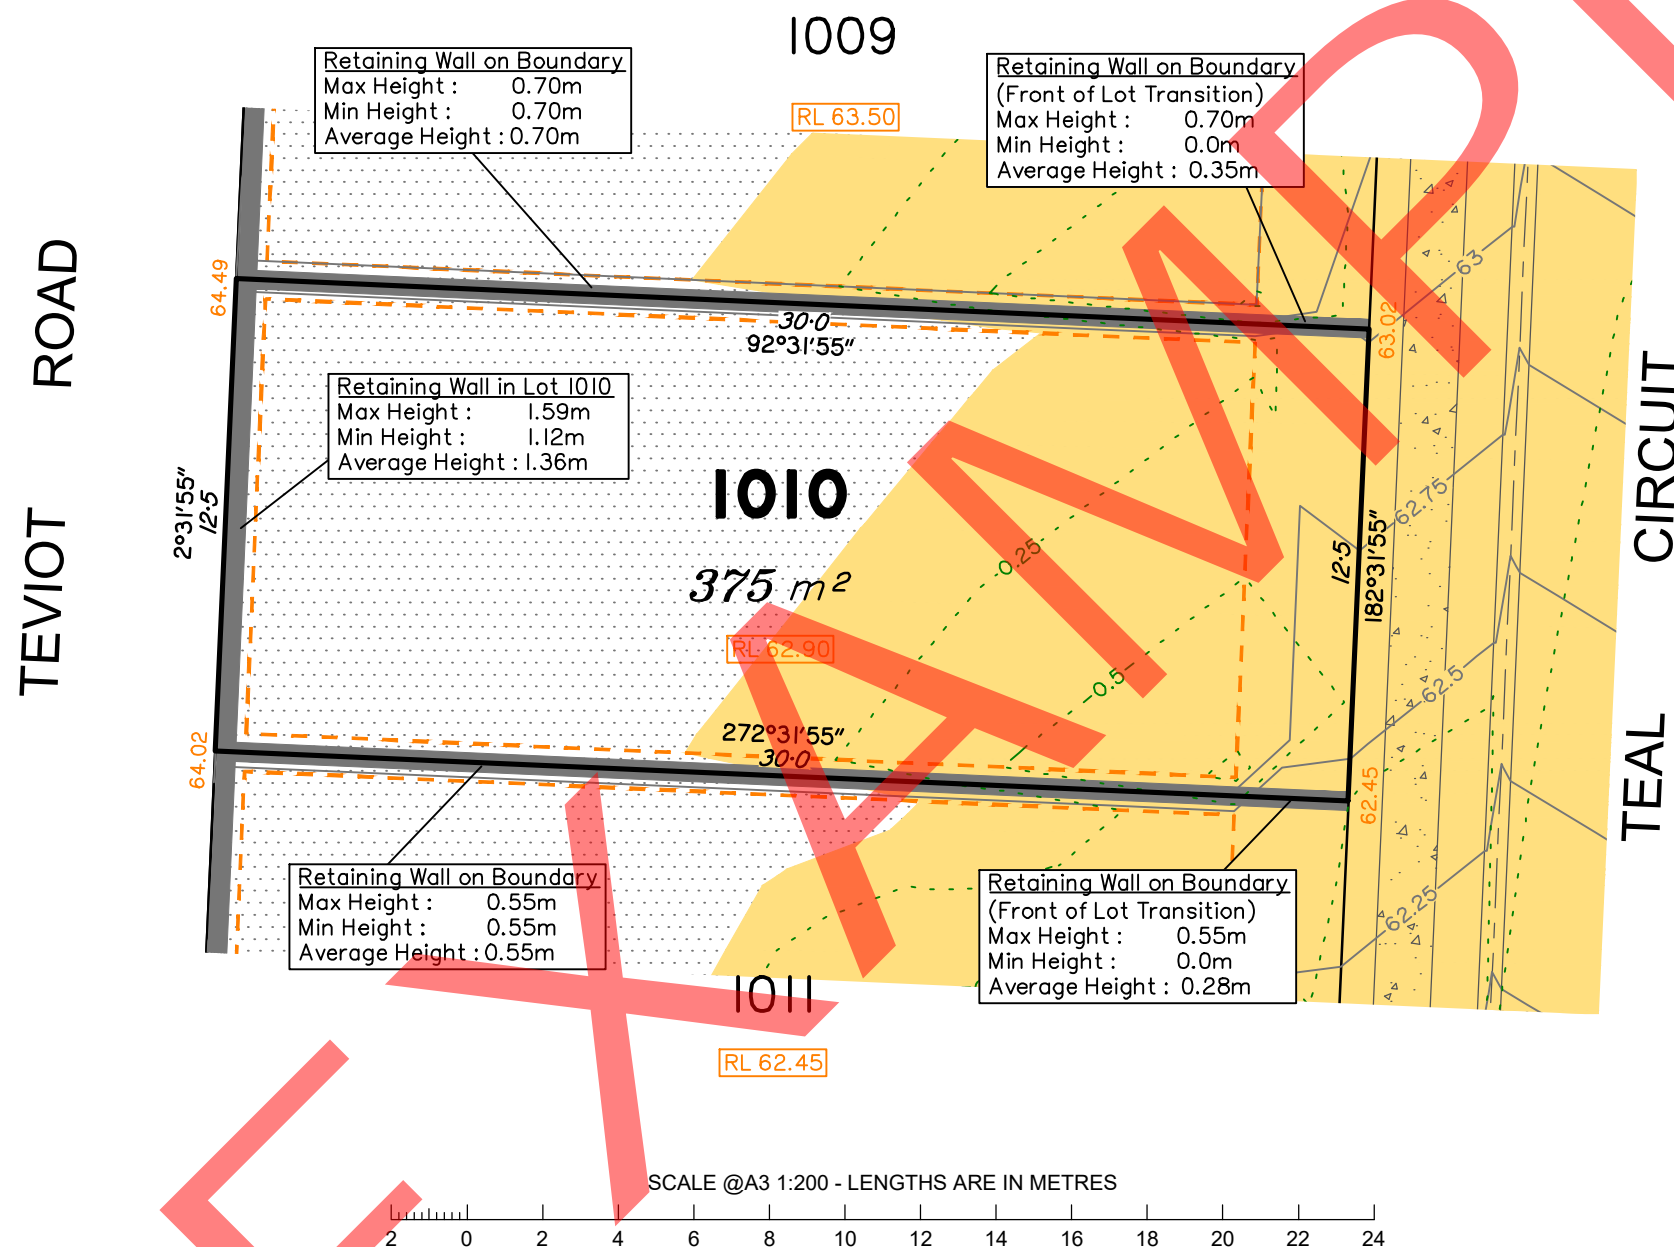 1009
Retaining Wall on Boundary
Max Height : 0.70m
Min Height : 0.70m
Average Height : 0.70m
RL 63.50
Retaining Wall on Boundary
(Front of Lot Transition)
Max Height : 0.70m
Min Height : 0.0m
Average Height : 0.35m
TEVIOT ROAD
64.49
63
63.02
30·0
92°31'55"
Retaining Wall in Lot 1010
Max Height : 1.59m
Min Height : 1.12m
Average Height : 1.36m
2°31'55"
12·5
1010
375 m²
RL 62.90
0.25
0.5
12·5
182°31'55"
62.75
62.5
62.25
TEAL CIRCUIT
272°31'55"
30·0
64.02
62.45
Retaining Wall on Boundary
Max Height : 0.55m
Min Height : 0.55m
Average Height : 0.55m
Retaining Wall on Boundary
(Front of Lot Transition)
Max Height : 0.55m
Min Height : 0.0m
Average Height : 0.28m
1011
RL 62.45
EXAMP
SCALE @A3 1:200 - LENGTHS ARE IN METRES
2 0 2 4 6 8 10 12 14 16 18 20 22 24